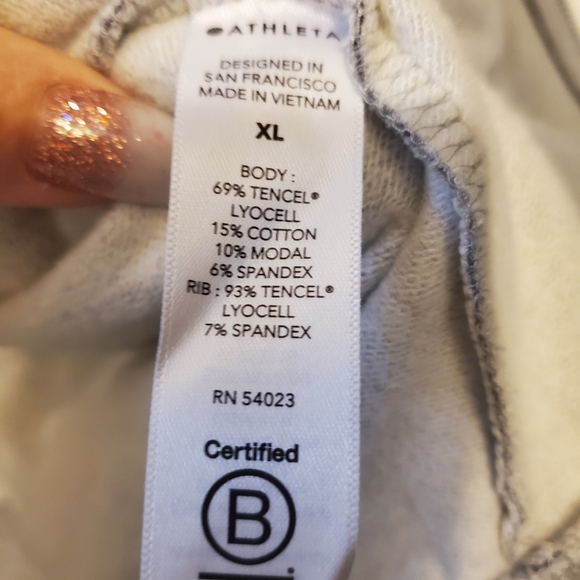 ATHLETA
DESIGNED IN
SAN FRANCISCO
MADE IN VIETNAM
XL
BODY :
69% TENCEL®
LYOCELL
15% COTTON
10% MODAL
6% SPANDEX
RIB : 93% TENCEL®
LYOCELL
7% SPANDEX
RN 54023
Certified
B